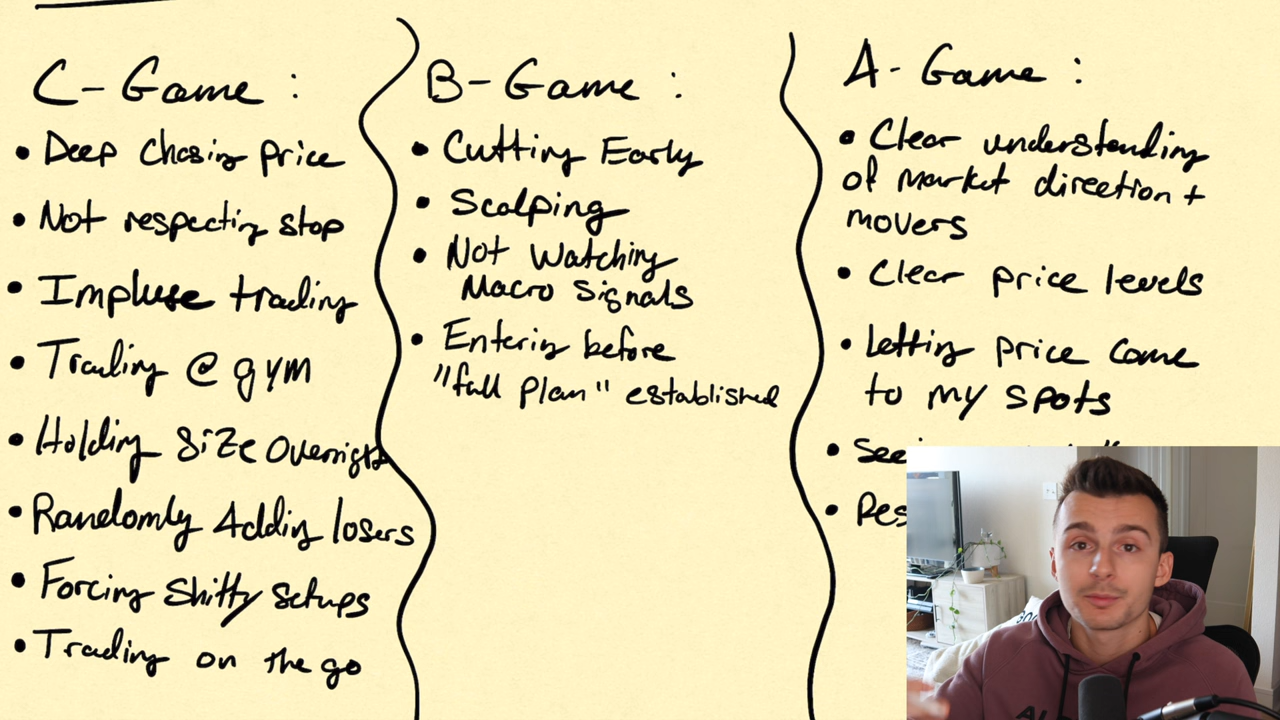 C-Game:
• Deep Chasing Price
• Not respecting stop
• Impluse trading
• Trading @ gym
• Holding Size Overnight
• Randomly Adding losers
• Forcing Shitty Setups
• Trading on the go
B-Game:
• Cutting Early
• Scalping
• Not Watching
Macro Signals
• Entering before
"full Plan" established
A-Game:
• Clear understanding
of market direction +
movers
• Clear price levels
• Letting price come
to my spots